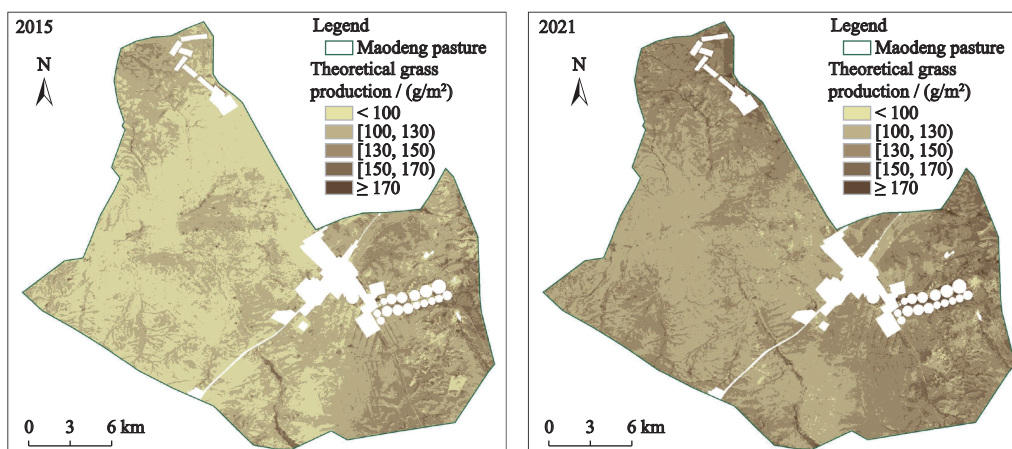 2015
Legend
Maodeng pasture
N
Theoretical grass
production / (g/m²)
< 100
[100, 130)
[130, 150)
[150, 170)
≥ 170
0 3 6 km
2021
Legend
Maodeng pasture
N
Theoretical grass
production / (g/m²)
< 100
[100, 130)
[130, 150)
[150, 170)
≥ 170
0 3 6 km